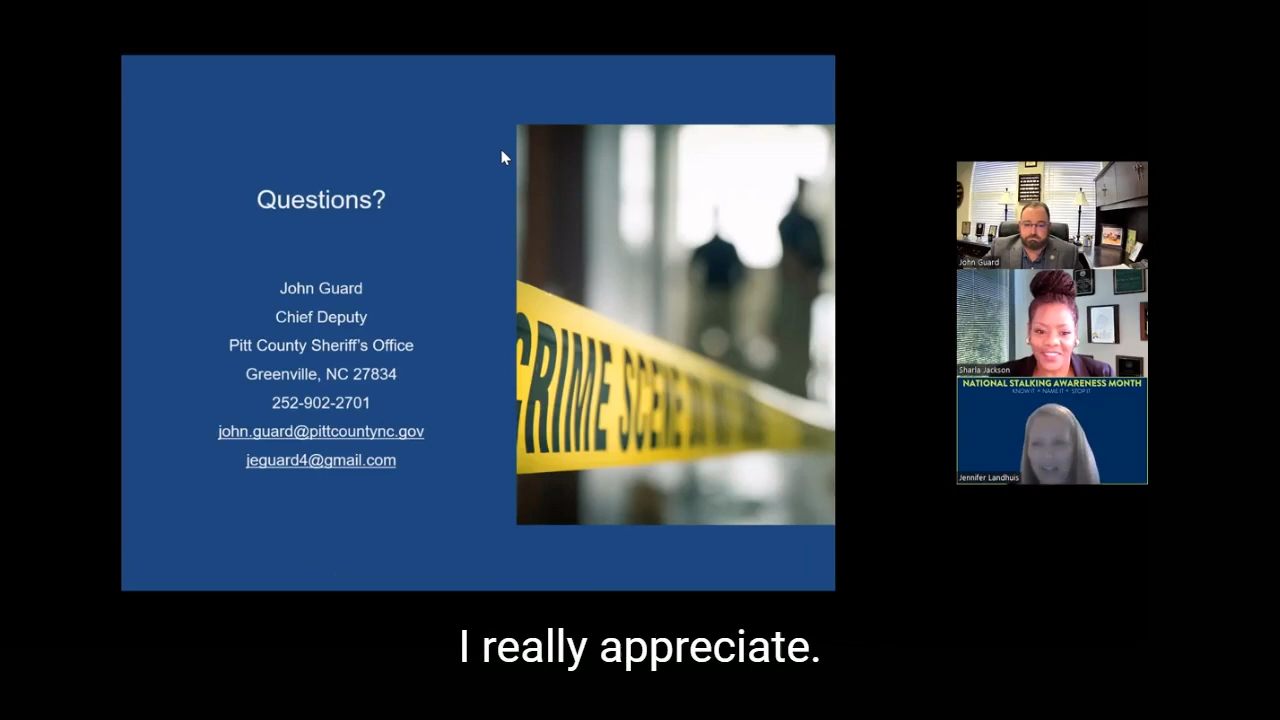 Questions?
John Guard
Chief Deputy
Pitt County Sheriff's Office
Greenville, NC 27834
252-902-2701
john.guard@pittcountync.gov
jeguard4@gmail.com
CRIME SCENE DO NOT
John Guard
Sharla Jackson
NATIONAL STALKING AWARENESS MONTH
KNOW IT • NAME IT • STOP IT
Jennifer Landhuis
I really appreciate.